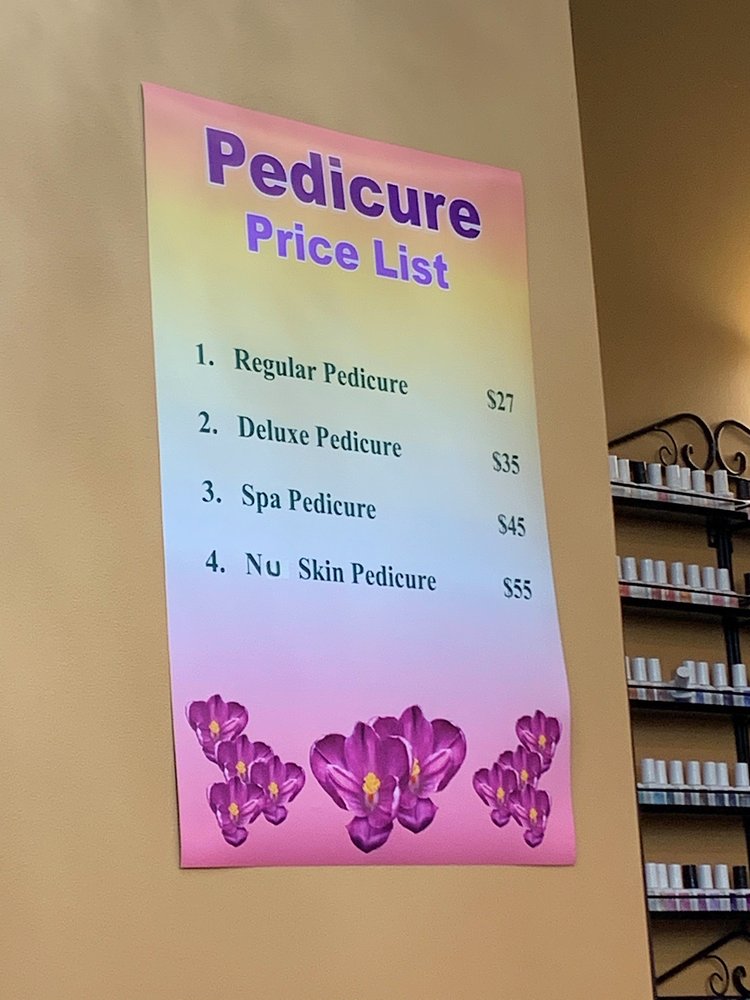 Pedicure
Price List
1. Regular Pedicure $27
2. Deluxe Pedicure $35
3. Spa Pedicure $45
4. Nu Skin Pedicure $55